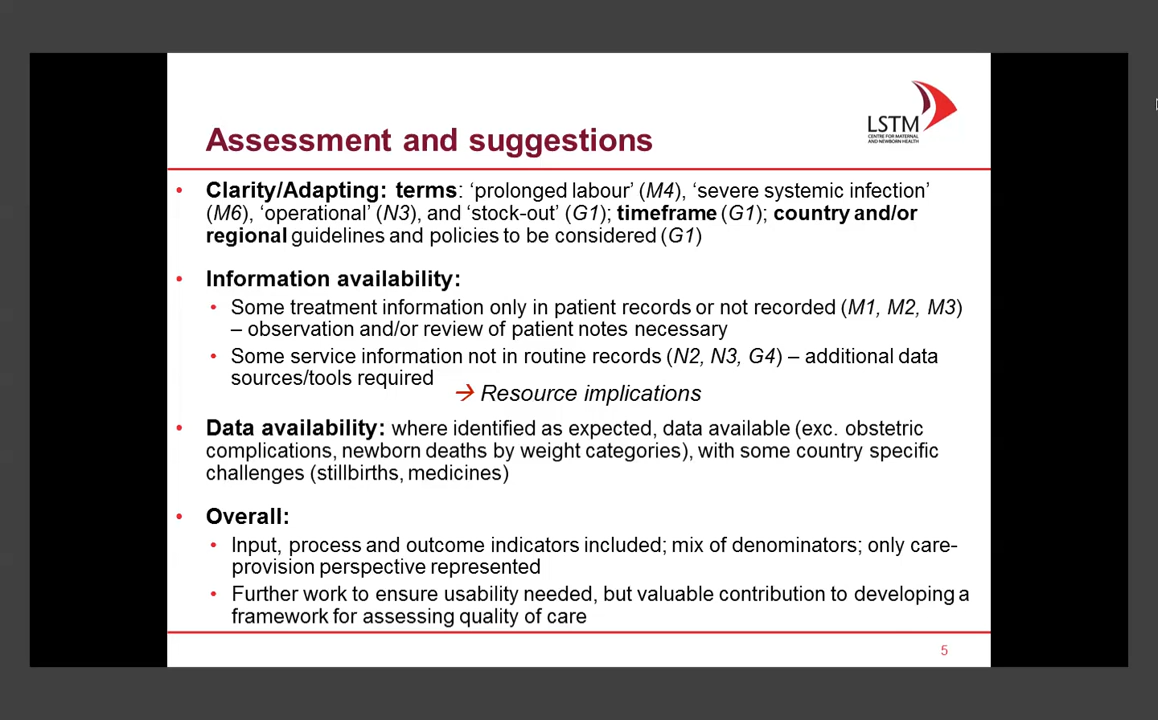 LSTM
CENTRE FOR MATERNAL
AND NEWBORN HEALTH
Assessment and suggestions
• Clarity/Adapting: terms: ‘prolonged labour’ (M4), ‘severe systemic infection’
(M6), ‘operational’ (N3), and ‘stock-out’ (G1); timeframe (G1); country and/or
regional guidelines and policies to be considered (G1)
• Information availability:
• Some treatment information only in patient records or not recorded (M1, M2, M3)
– observation and/or review of patient notes necessary
• Some service information not in routine records (N2, N3, G4) – additional data
sources/tools required
→ Resource implications
• Data availability: where identified as expected, data available (exc. obstetric
complications, newborn deaths by weight categories), with some country specific
challenges (stillbirths, medicines)
• Overall:
• Input, process and outcome indicators included; mix of denominators; only care-
provision perspective represented
• Further work to ensure usability needed, but valuable contribution to developing a
framework for assessing quality of care
5